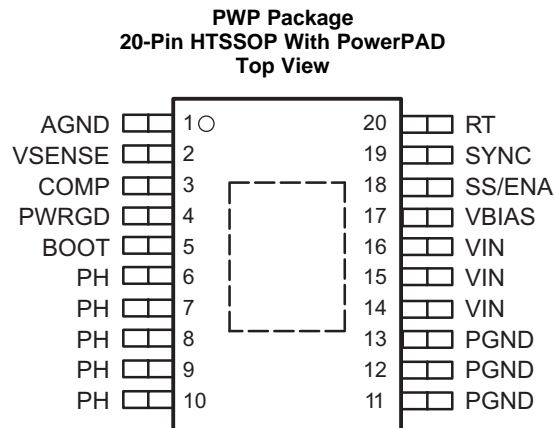 PWP Package
20-Pin HTSSOP With PowerPAD
Top View
AGND 1 20 RT
VSENSE 2 19 SYNC
COMP 3 18 SS/ENA
PWRGD 4 17 VBIAS
BOOT 5 16 VIN
PH 6 15 VIN
PH 7 14 VIN
PH 8 13 PGND
PH 9 12 PGND
PH 10 11 PGND